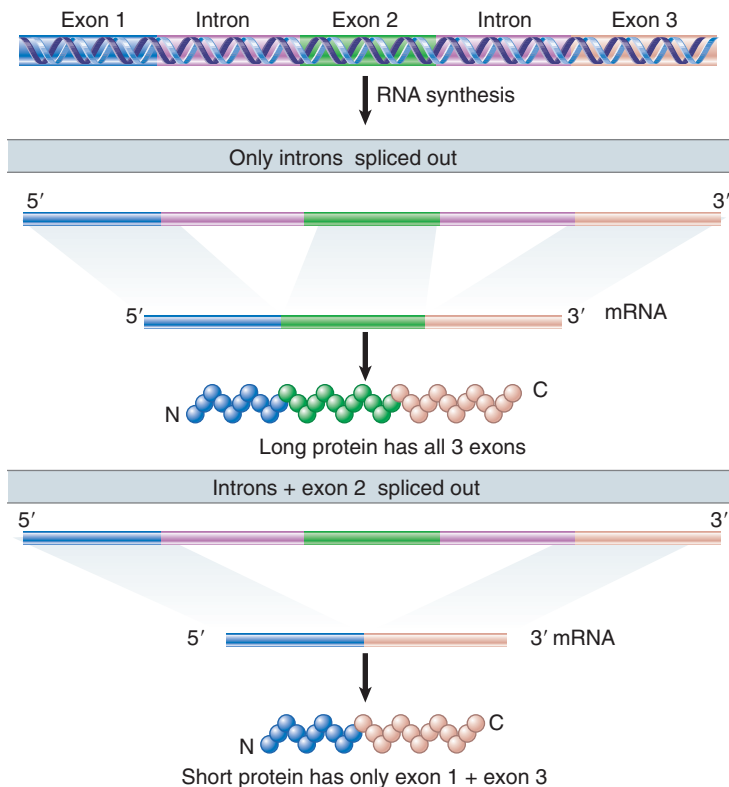 Exon 1 Intron Exon 2 Intron Exon 3
RNA synthesis
Only introns spliced out
5′ 3′
5′ 3′ mRNA
N C
Long protein has all 3 exons
Introns + exon 2 spliced out
5′ 3′
5′ 3′ mRNA
N C
Short protein has only exon 1 + exon 3